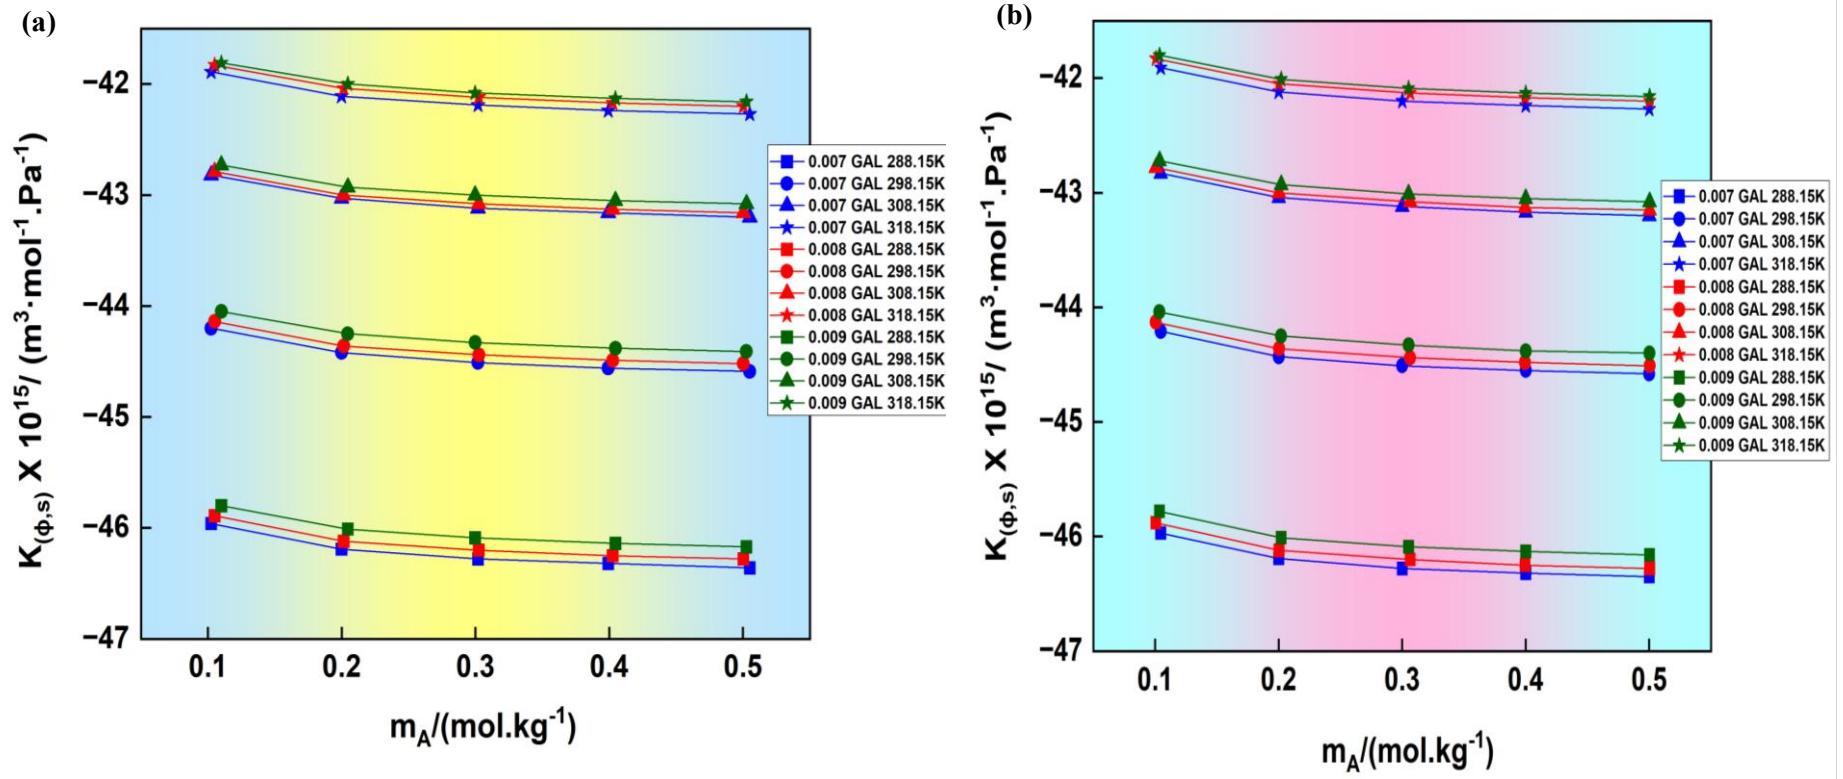 (a)
K(ϕ,s) X 10¹⁵/ (m³·mol⁻¹.Pa⁻¹)
−42
−43
−44
−45
−46
−47
0.1 0.2 0.3 0.4 0.5
mA/(mol.kg⁻¹)
0.007 GAL 288.15K
0.007 GAL 298.15K
0.007 GAL 308.15K
0.007 GAL 318.15K
0.008 GAL 288.15K
0.008 GAL 298.15K
0.008 GAL 308.15K
0.008 GAL 318.15K
0.009 GAL 288.15K
0.009 GAL 298.15K
0.009 GAL 308.15K
0.009 GAL 318.15K
(b)
K(ϕ,s) X 10¹⁵/ (m³·mol⁻¹.Pa⁻¹)
−42
−43
−44
−45
−46
−47
0.1 0.2 0.3 0.4 0.5
mA/(mol.kg⁻¹)
0.007 GAL 288.15K
0.007 GAL 298.15K
0.007 GAL 308.15K
0.007 GAL 318.15K
0.008 GAL 288.15K
0.008 GAL 298.15K
0.008 GAL 308.15K
0.008 GAL 318.15K
0.009 GAL 288.15K
0.009 GAL 298.15K
0.009 GAL 308.15K
0.009 GAL 318.15K